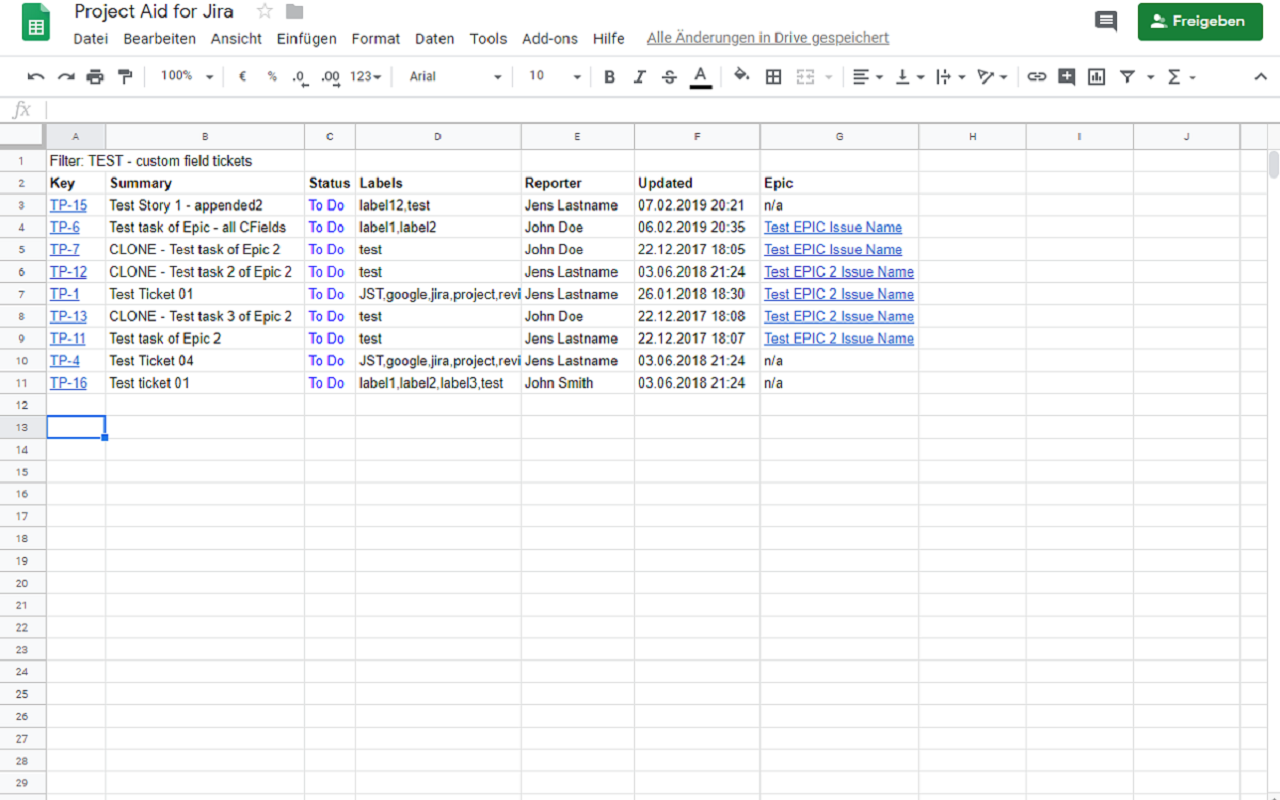 Project Aid for Jira
Datei Bearbeiten Ansicht Einfügen Format Daten Tools Add-ons Hilfe Alle Änderungen in Drive gespeichert
Freigeben
100% € % .0 .00 123 Arial 10 B I S A Σ
fx
A B C D E F G H I J
1 Filter: TEST - custom field tickets
2 Key Summary Status Labels Reporter Updated Epic
3 TP-15 Test Story 1 - appended2 To Do label12,test Jens Lastname 07.02.2019 20:21 n/a
4 TP-6 Test task of Epic - all CFields To Do label1,label2 John Doe 06.02.2019 20:35 Test EPIC Issue Name
5 TP-7 CLONE - Test task of Epic 2 To Do test John Doe 22.12.2017 18:05 Test EPIC Issue Name
6 TP-12 CLONE - Test task 2 of Epic 2 To Do test Jens Lastname 03.06.2018 21:24 Test EPIC 2 Issue Name
7 TP-1 Test Ticket 01 To Do JST,google,jira,project,revi Jens Lastname 26.01.2018 18:30 Test EPIC 2 Issue Name
8 TP-13 CLONE - Test task 3 of Epic 2 To Do test John Doe 22.12.2017 18:08 Test EPIC 2 Issue Name
9 TP-11 Test task of Epic 2 To Do test Jens Lastname 22.12.2017 18:07 Test EPIC 2 Issue Name
10 TP-4 Test Ticket 04 To Do JST,google,jira,project,revi Jens Lastname 03.06.2018 21:24 n/a
11 TP-16 Test ticket 01 To Do label1,label2,label3,test John Smith 03.06.2018 21:24 n/a
12
13
14
15
16
17
18
19
20
21
22
23
24
25
26
27
28
29